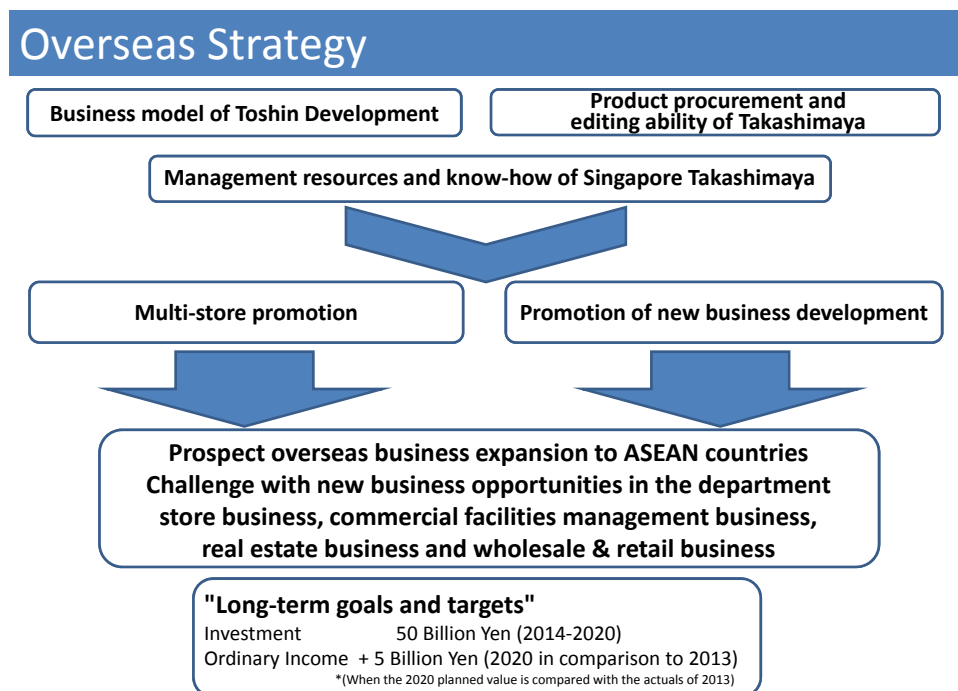 Overseas Strategy
Business model of Toshin Development
Product procurement and
editing ability of Takashimaya
Management resources and know-how of Singapore Takashimaya
Multi-store promotion
Promotion of new business development
Prospect overseas business expansion to ASEAN countries
Challenge with new business opportunities in the department
store business, commercial facilities management business,
real estate business and wholesale & retail business
"Long-term goals and targets"
Investment 50 Billion Yen (2014-2020)
Ordinary Income + 5 Billion Yen (2020 in comparison to 2013)
*(When the 2020 planned value is compared with the actuals of 2013)